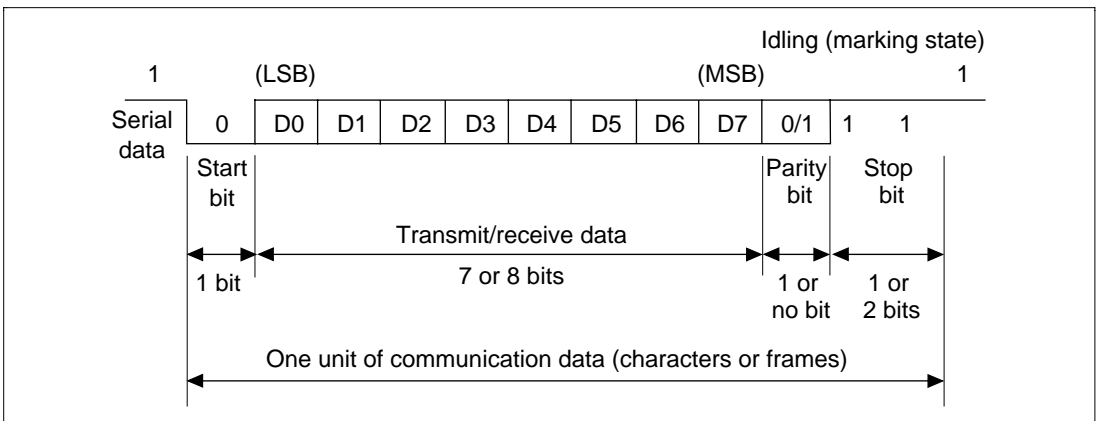 Idling (marking state)
1 (LSB) (MSB) 1
Serial data
0 D0 D1 D2 D3 D4 D5 D6 D7 0/1 1 1
Start bit
Parity bit
Stop bit
Transmit/receive data
1 bit
7 or 8 bits
1 or no bit
1 or 2 bits
One unit of communication data (characters or frames)